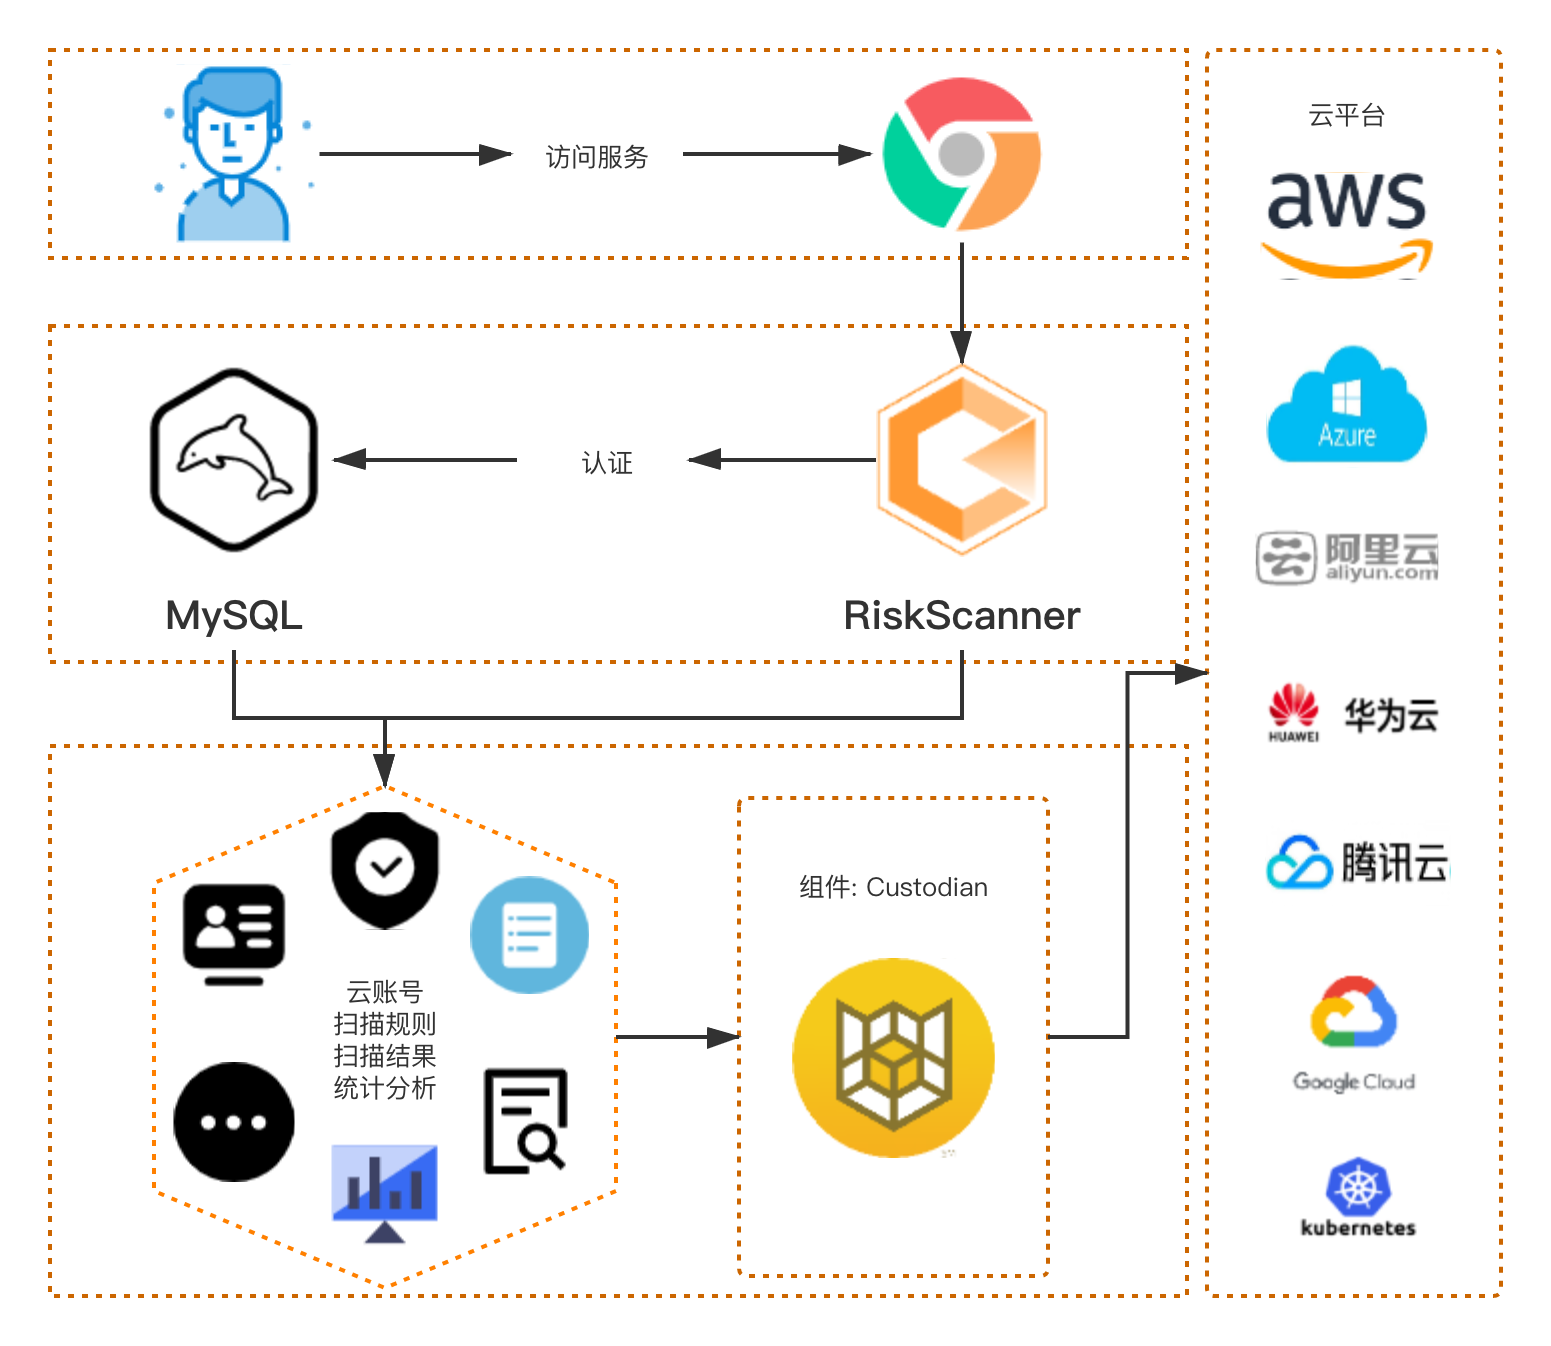 访问服务
认证
MySQL
RiskScanner
云账号
扫描规则
扫描结果
统计分析
组件: Custodian
云平台
aws
Azure
阿里云
aliyun.com
HUAWEI
华为云
腾讯云
Google Cloud
kubernetes